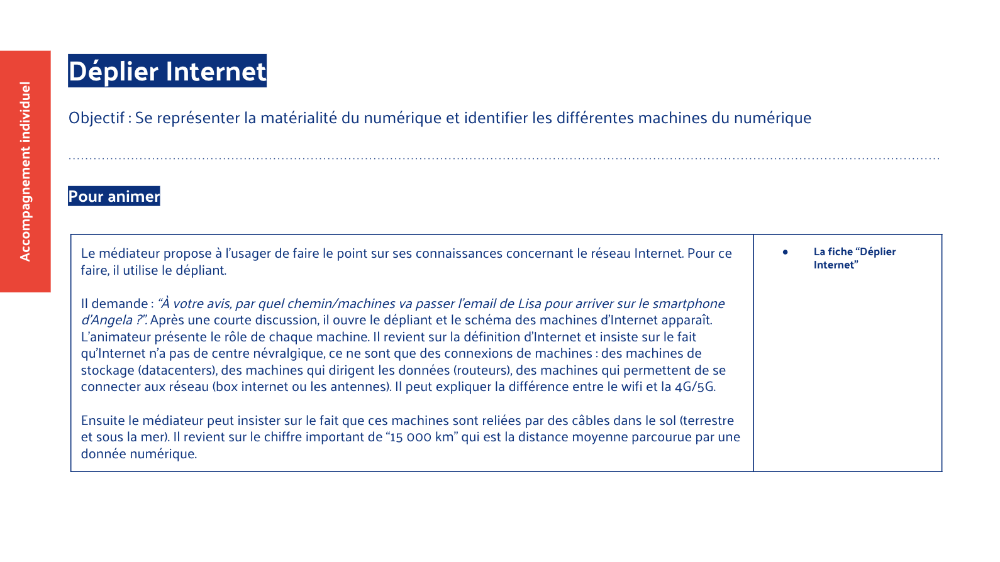 Accompagnement individuel
Déplier Internet
Objectif : Se représenter la matérialité du numérique et identifier les différentes machines du numérique
Pour animer
Le médiateur propose à l’usager de faire le point sur ses connaissances concernant le réseau Internet. Pour ce
faire, il utilise le dépliant.
Il demande : “À votre avis, par quel chemin/machines va passer l’email de Lisa pour arriver sur le smartphone
d’Angela ?”. Après une courte discussion, il ouvre le dépliant et le schéma des machines d’Internet apparaît.
L’animateur présente le rôle de chaque machine. Il revient sur la définition d’Internet et insiste sur le fait
qu’Internet n’a pas de centre névralgique, ce ne sont que des connexions de machines : des machines de
stockage (datacenters), des machines qui dirigent les données (routeurs), des machines qui permettent de se
connecter aux réseau (box internet ou les antennes). Il peut expliquer la différence entre le wifi et la 4G/5G.
Ensuite le médiateur peut insister sur le fait que ces machines sont reliées par des câbles dans le sol (terrestre
et sous la mer). Il revient sur le chiffre important de “15 000 km” qui est la distance moyenne parcourue par une
donnée numérique.
● La fiche “Déplier
Internet”